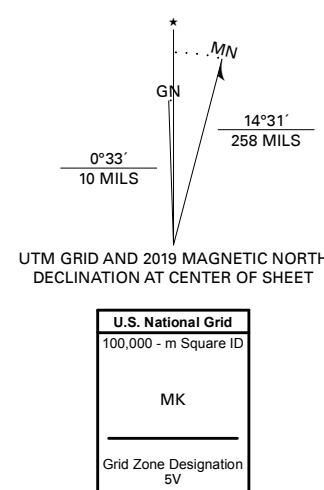 ★
MN
GN
14°31´
258 MILS
0°33´
10 MILS
UTM GRID AND 2019 MAGNETIC NORTH
DECLINATION AT CENTER OF SHEET
U.S. National Grid
100,000 - m Square ID
MK
Grid Zone Designation
5V